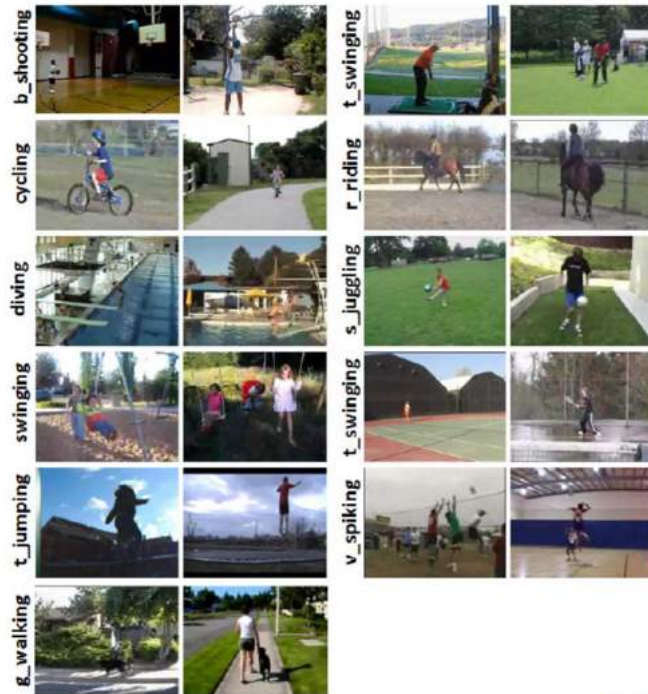 b_shooting
t_swinging
cycling
r_riding
diving
s_juggling
swinging
t_swinging
t_jumping
v_spiking
g_walking